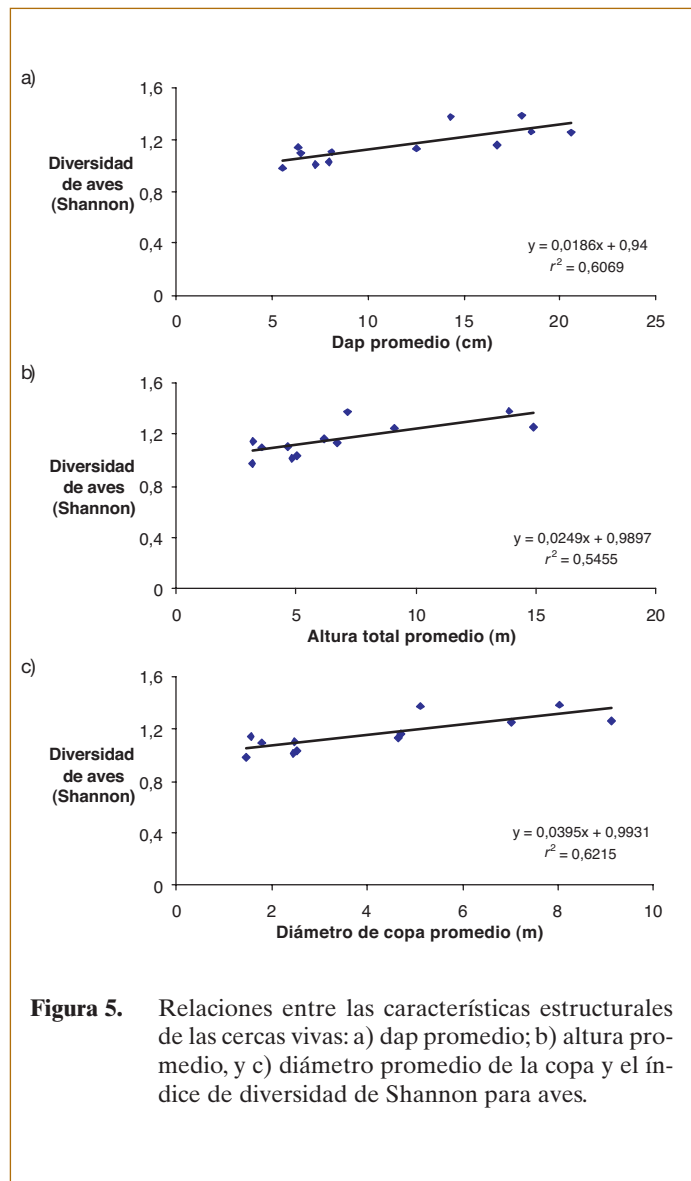 a)
1,6
1,2
0,8
0,4
0
Diversidad
de aves
(Shannon)
y = 0,0186x + 0,94
r² = 0,6069
0 5 10 15 20 25
Dap promedio (cm)
b)
1,6
1,2
0,8
0,4
0
Diversidad
de aves
(Shannon)
y = 0,0249x + 0,9897
r² = 0,5455
0 5 10 15 20
Altura total promedio (m)
c)
1,6
1,2
0,8
0,4
0
Diversidad
de aves
(Shannon)
y = 0,0395x + 0,9931
r² = 0,6215
0 2 4 6 8 10
Diámetro de copa promedio (m)
Figura 5. Relaciones entre las características estructurales
de las cercas vivas: a) dap promedio; b) altura pro-
medio, y c) diámetro promedio de la copa y el ín-
dice de diversidad de Shannon para aves.